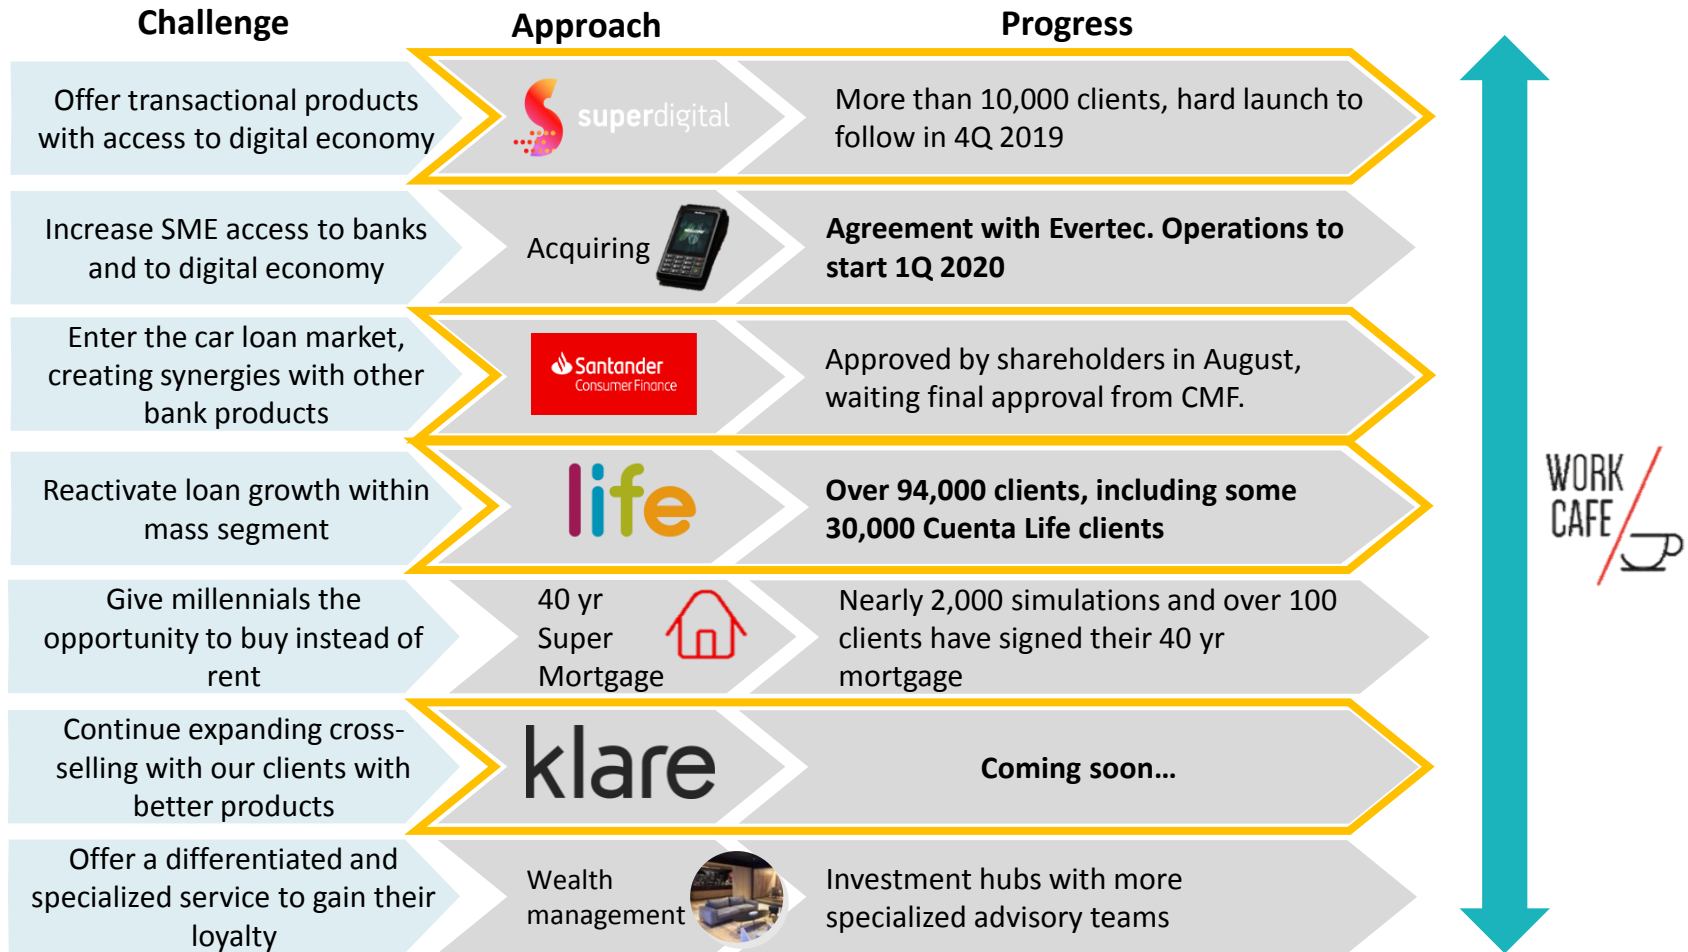 Challenge
Approach
Progress
Offer transactional products
with access to digital economy
superdigital
More than 10,000 clients, hard launch to
follow in 4Q 2019
Increase SME access to banks
and to digital economy
Acquiring
Agreement with Evertec. Operations to
start 1Q 2020
Enter the car loan market,
creating synergies with other
bank products
Santander
Consumer Finance
Approved by shareholders in August,
waiting final approval from CMF.
Reactivate loan growth within
mass segment
life
Over 94,000 clients, including some
30,000 Cuenta Life clients
Give millennials the
opportunity to buy instead of
rent
40 yr
Super
Mortgage
Nearly 2,000 simulations and over 100
clients have signed their 40 yr
mortgage
Continue expanding cross-
selling with our clients with
better products
klare
Coming soon…
Offer a differentiated and
specialized service to gain their
loyalty
Wealth
management
Investment hubs with more
specialized advisory teams
WORK
CAFE